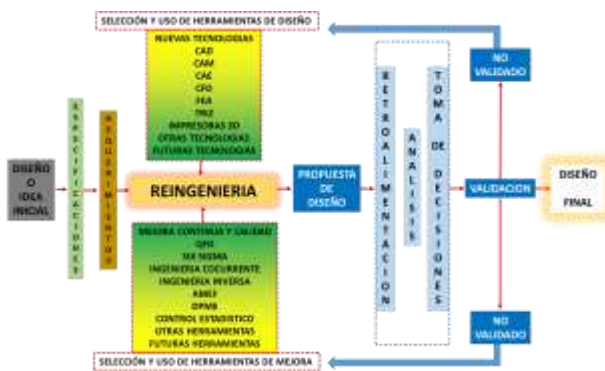 SELECCIÓN Y USO DE HERRAMIENTAS DE DISEÑO
NUEVAS TECNOLOGIAS
CAD
CAM
CAE
CFD
FEA
TRIZ
IMPRESORAS 3D
OTRAS TECNOLOGIAS
FUTURAS TECNOLOGIAS
DISEÑO
O
IDEA
INICIAL
ESPECIFICACIONES
REQUERIMIENTOS
REINGENIERIA
PROPUESTA
DE
DISEÑO
RETROALIMENTACION
ANALISIS
TOMA DE DECISIONES
NO
VALIDADO
VALIDACION
DISEÑO
FINAL
NO
VALIDADO
MEJORA CONTINUA Y CALIDAD
QFD
SIX SIGMA
INGENIERIA COCURRENTE
INGENIERIA INVERSA
AMEF
DPMB
CONTROL ESTADISTICO
OTRAS HERRAMIENTAS
FUTURAS HERRAMIENTAS
SELECCIÓN Y USO DE HERRAMIENTAS DE MEJORA